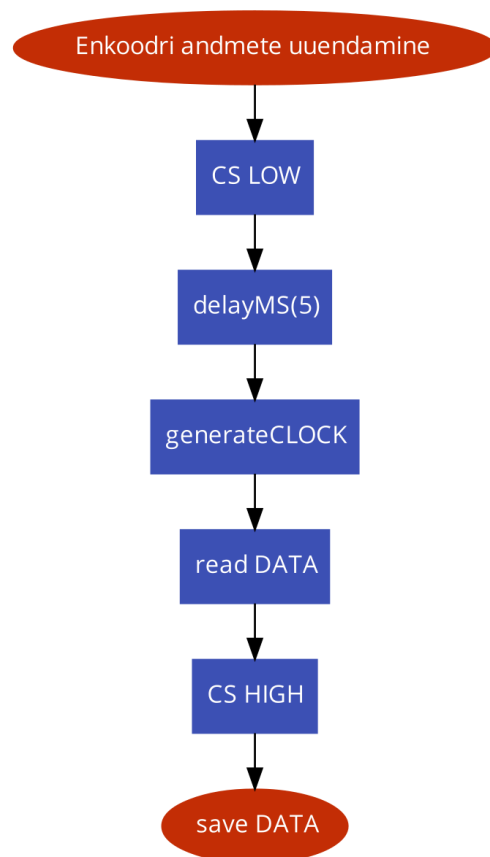 Enkoodri andmete uuendamine
CS LOW
delayMS(5)
generateCLOCK
read DATA
CS HIGH
save DATA